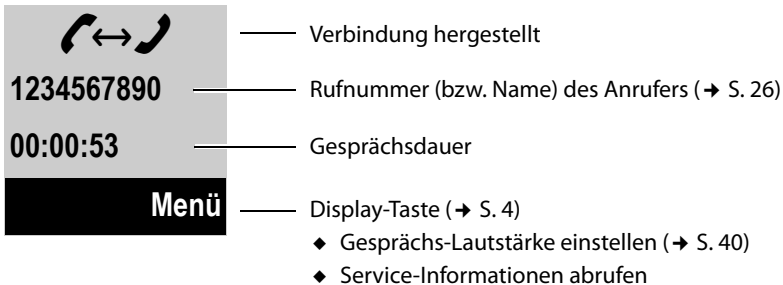 Verbindung hergestellt
1234567890 Rufnummer (bzw. Name) des Anrufers (➔ S. 26)
00:00:53 Gesprächsdauer
Menü Display-Taste (➔ S. 4)
◆ Gesprächs-Lautstärke einstellen (➔ S. 40)
◆ Service-Informationen abrufen